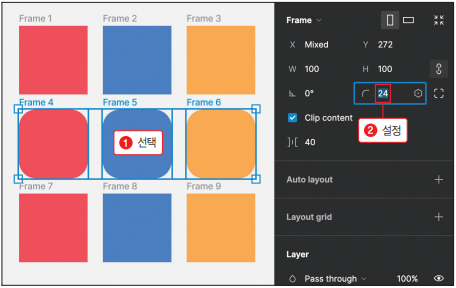 Frame 1 Frame 2 Frame 3
Frame 4 Frame 5 Frame 6
1 선택
Frame 7 Frame 8 Frame 9
Frame
X Mixed Y 272
W 100 H 100
0° 24
Clip content
2 설정
40
Auto layout
Layout grid
Layer
Pass through 100%